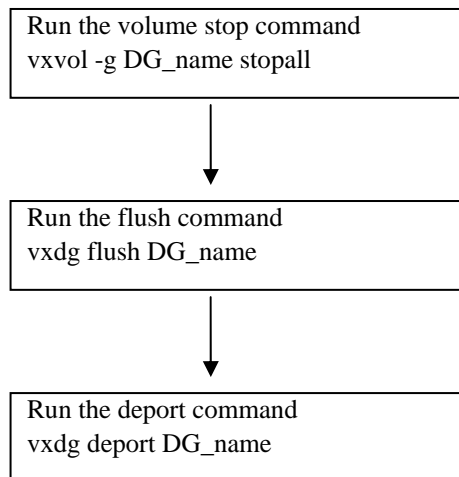 Run the volume stop command
vxvol -g DG_name stopall
Run the flush command
vxdg flush DG_name
Run the deport command
vxdg deport DG_name